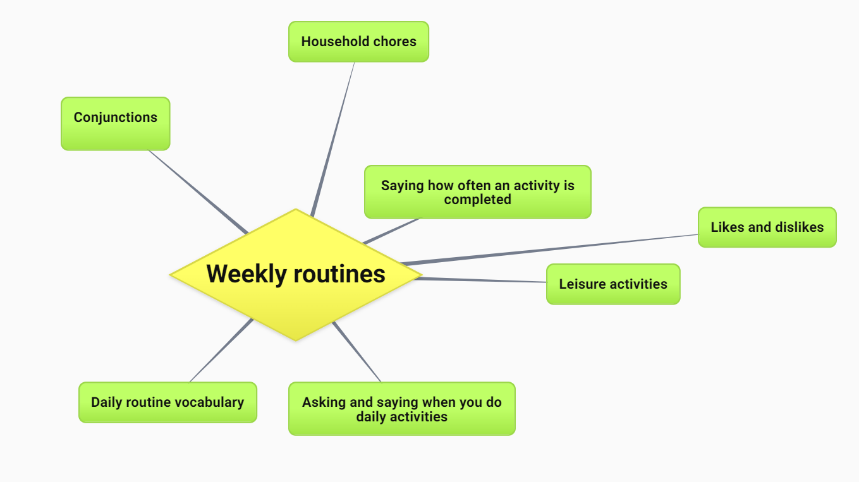 Household chores
Conjunctions
Saying how often an activity is
completed
Likes and dislikes
Weekly routines
Leisure activities
Daily routine vocabulary
Asking and saying when you do
daily activities